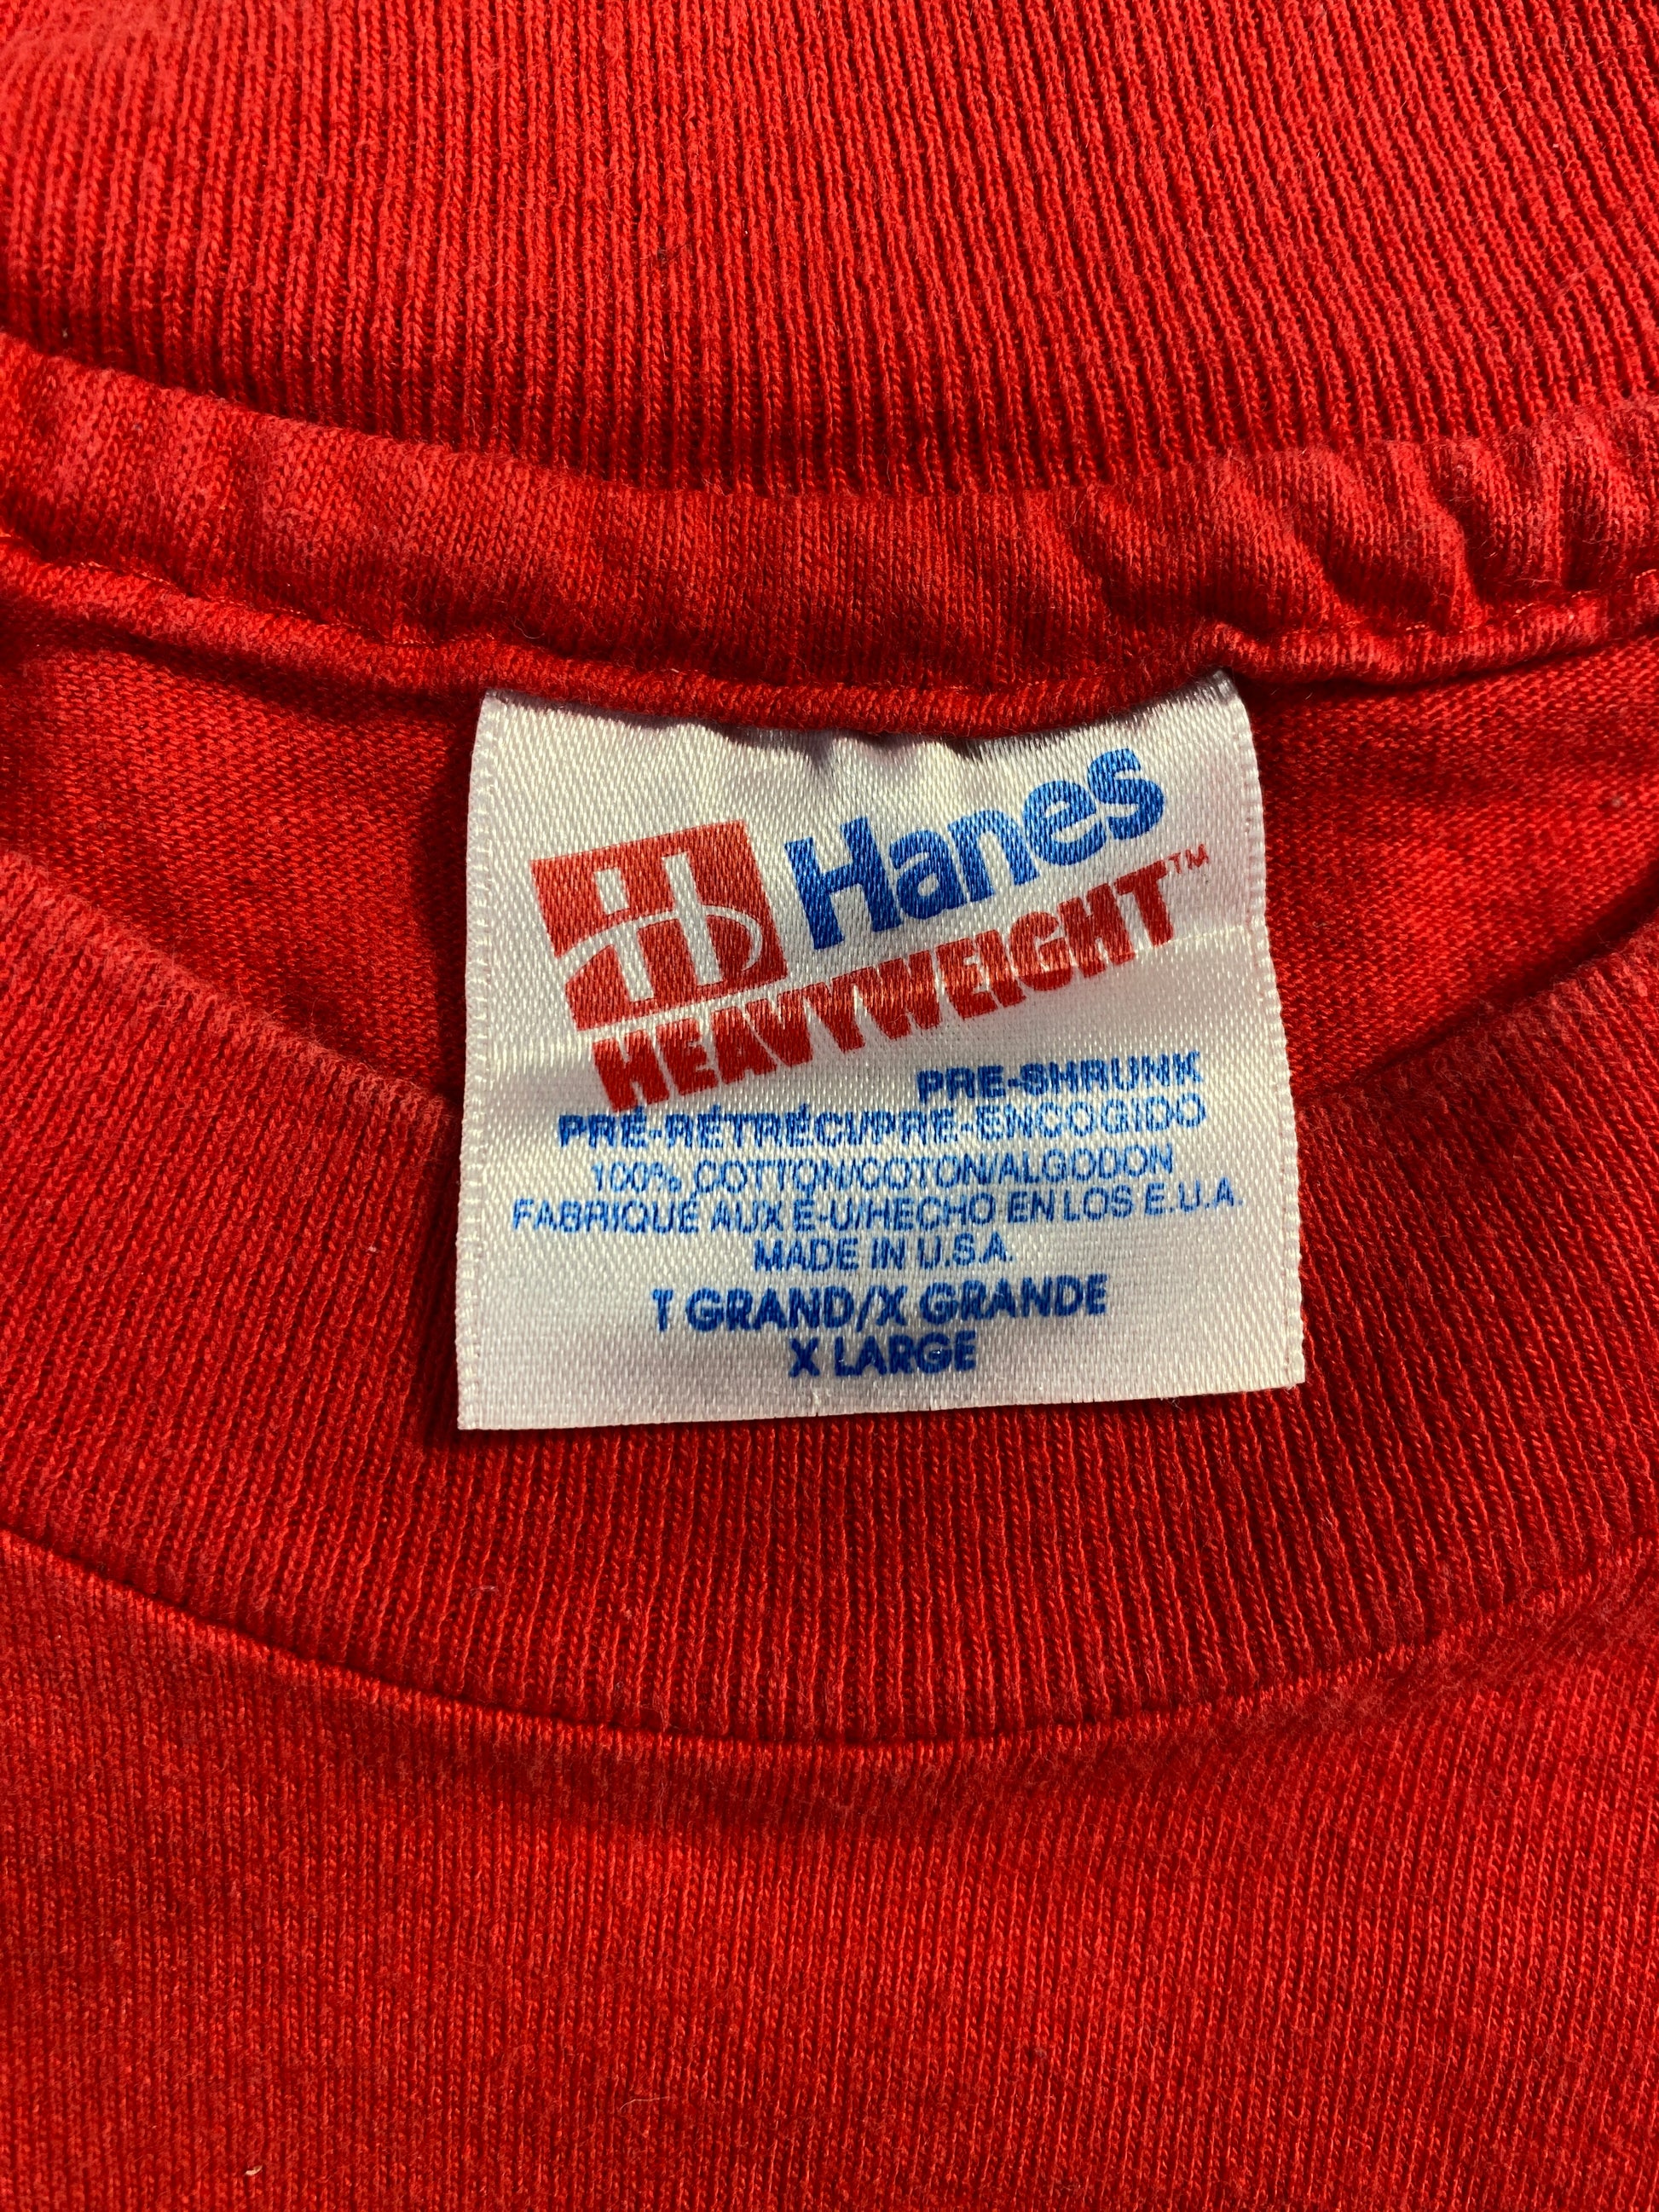 Hanes
HEAVYWEIGHT™
PRE-SHRUNK
PRÉ-RÉTRÉCI/PRE-ENCOGIDO
100% COTTON/COTON/ALGODON
FABRIQUÉ AUX É-U/HECHO EN LOS E.U.A.
MADE IN U.S.A.
T GRAND/X GRANDE
X LARGE